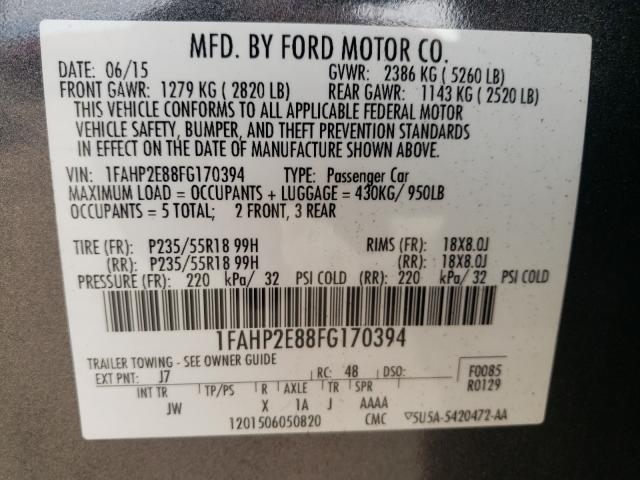 MFD. BY FORD MOTOR CO.
DATE: 06/15 GVWR: 2386 KG ( 5260 LB)
FRONT GAWR: 1279 KG ( 2820 LB) REAR GAWR: 1143 KG ( 2520 LB)
THIS VEHICLE CONFORMS TO ALL APPLICABLE FEDERAL MOTOR
VEHICLE SAFETY, BUMPER, AND THEFT PREVENTION STANDARDS
IN EFFECT ON THE DATE OF MANUFACTURE SHOWN ABOVE.
VIN: 1FAHP2E88FG170394 TYPE: Passenger Car
MAXIMUM LOAD = OCCUPANTS + LUGGAGE = 430KG/ 950LB
OCCUPANTS = 5 TOTAL; 2 FRONT, 3 REAR
TIRE (FR): P235/55R18 99H RIMS (FR): 18X8.0J
(RR): P235/55R18 99H (RR): 18X8.0J
PRESSURE (FR): 220 kPa/ 32 PSI COLD (RR): 220 kPa/ 32 PSI COLD
1FAHP2E88FG170394
TRAILER TOWING - SEE OWNER GUIDE
EXT PNT: J7 RC: 48 DSO: F0085
R0129
INT TR TP/PS R AXLE TR SPR
JW X 1A J AAAA
1201506050820 CMC ▽5U5A-5420472-AA